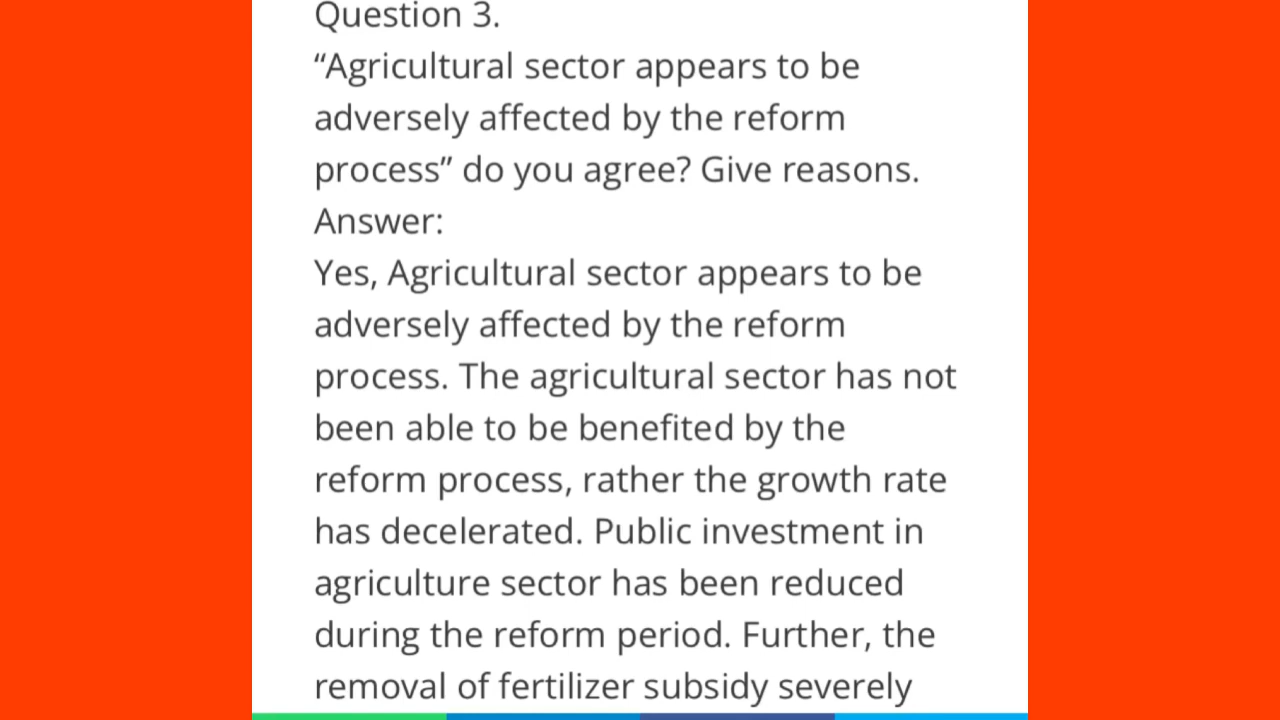 Question 3.
“Agricultural sector appears to be
adversely affected by the reform
process” do you agree? Give reasons.
Answer:
Yes, Agricultural sector appears to be
adversely affected by the reform
process. The agricultural sector has not
been able to be benefited by the
reform process, rather the growth rate
has decelerated. Public investment in
agriculture sector has been reduced
during the reform period. Further, the
removal of fertilizer subsidy severely